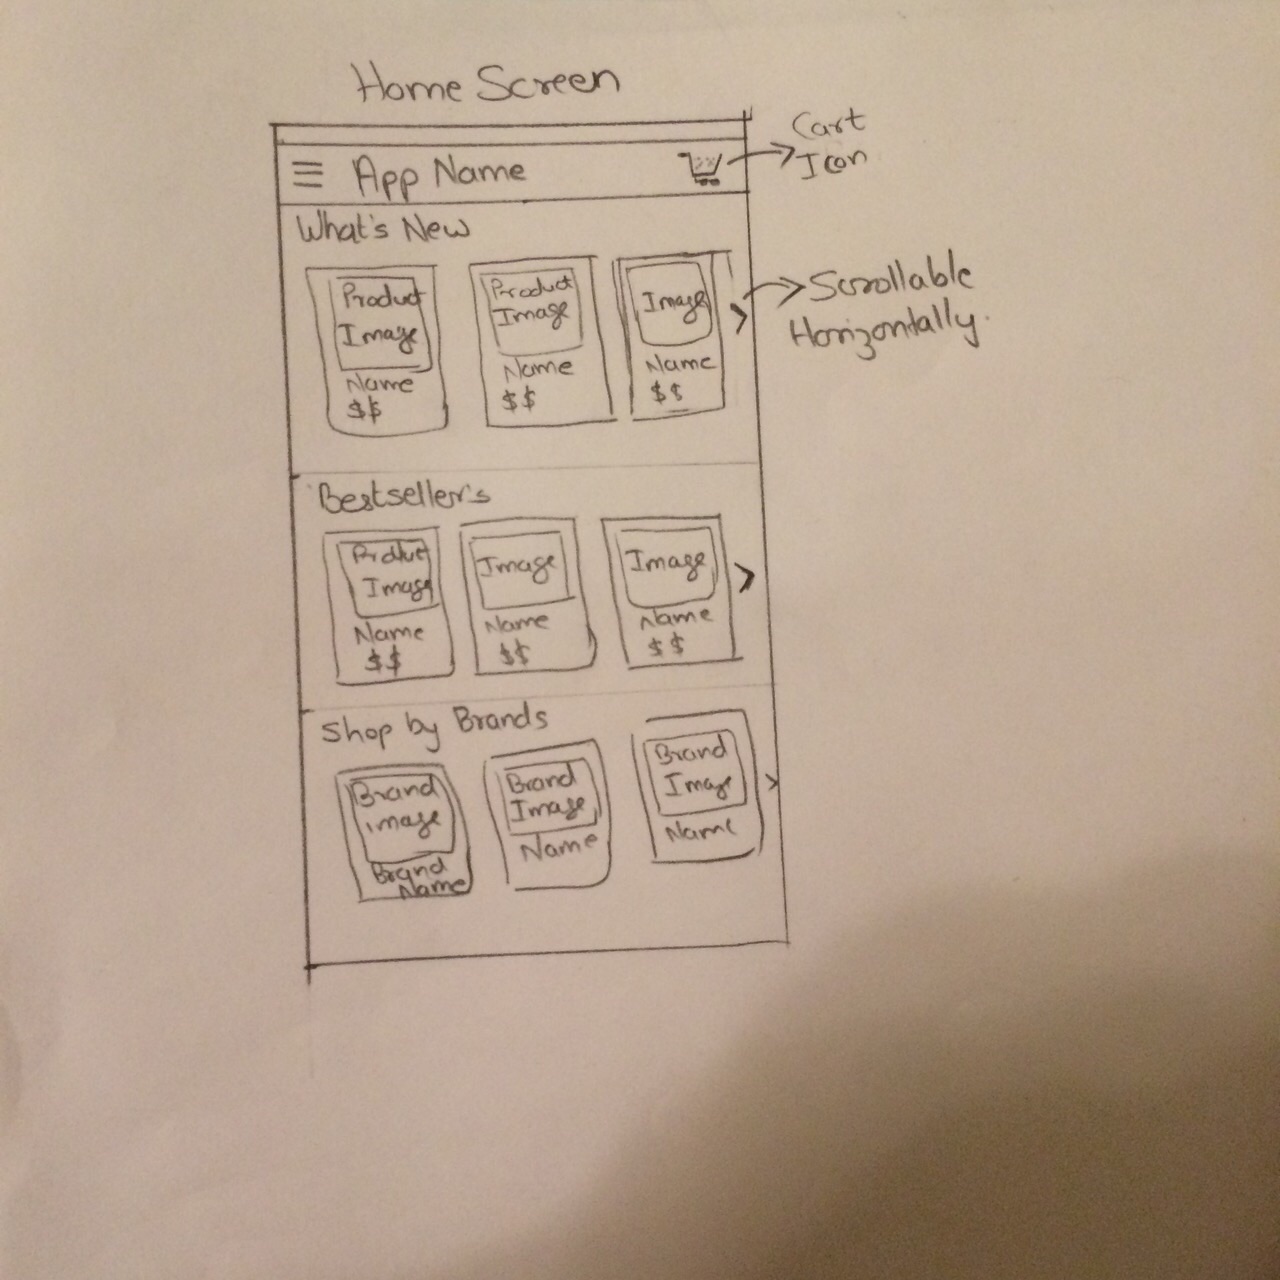 Home Screen
App Name
Cart
Icon
What's New
Product
Image
Name
$$
Product
Image
Name
$$
Image
Name
$$
Scrollable
Horizontally.
Bestseller's
Product
Image
Name
$$
Image
Name
$$
Image
Name
$$
Shop by Brands
Brand
image
Brand
Name
Brand
Image
Name
Brand
Image
Name